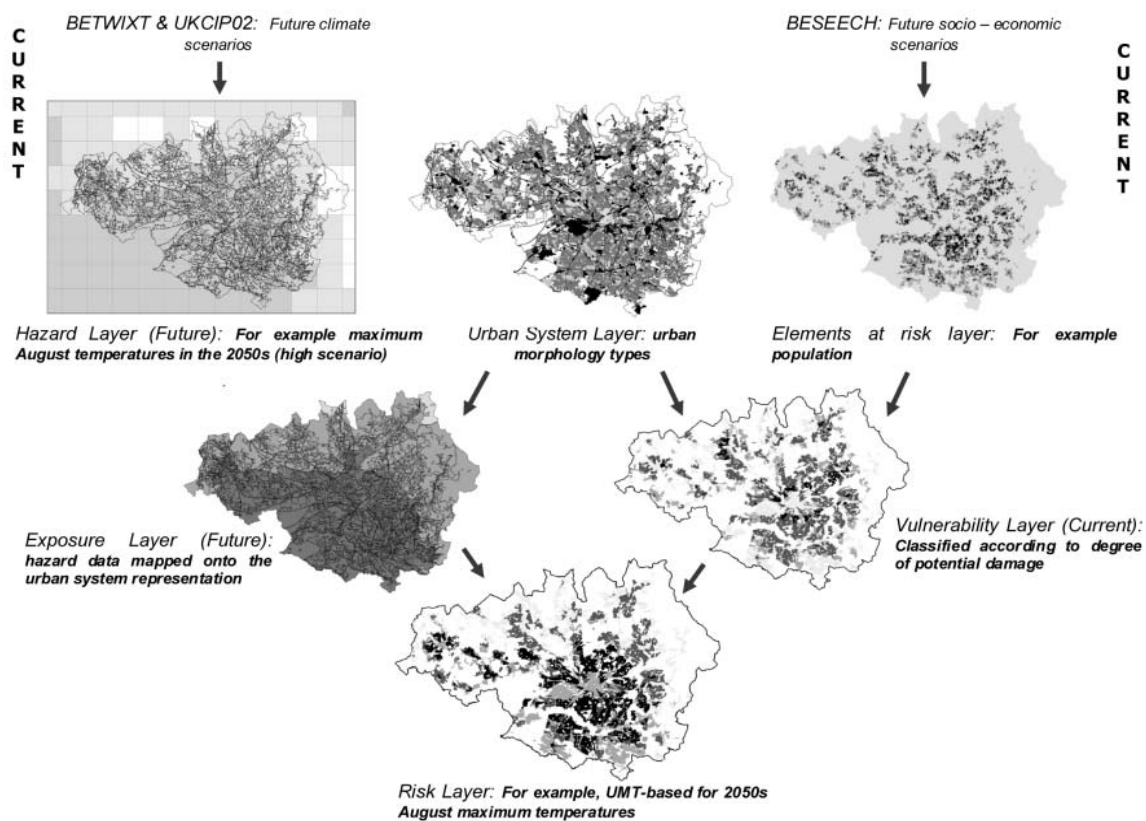 BETWIXT & UKCIP02: Future climate
scenarios
BESEECH: Future socio – economic
scenarios
CURRENT
CURRENT
Hazard Layer (Future): For example maximum
August temperatures in the 2050s (high scenario)
Urban System Layer: urban
morphology types
Elements at risk layer: For example
population
Exposure Layer (Future):
hazard data mapped onto the
urban system representation
Vulnerability Layer (Current):
Classified according to degree
of potential damage
Risk Layer: For example, UMT-based for 2050s
August maximum temperatures